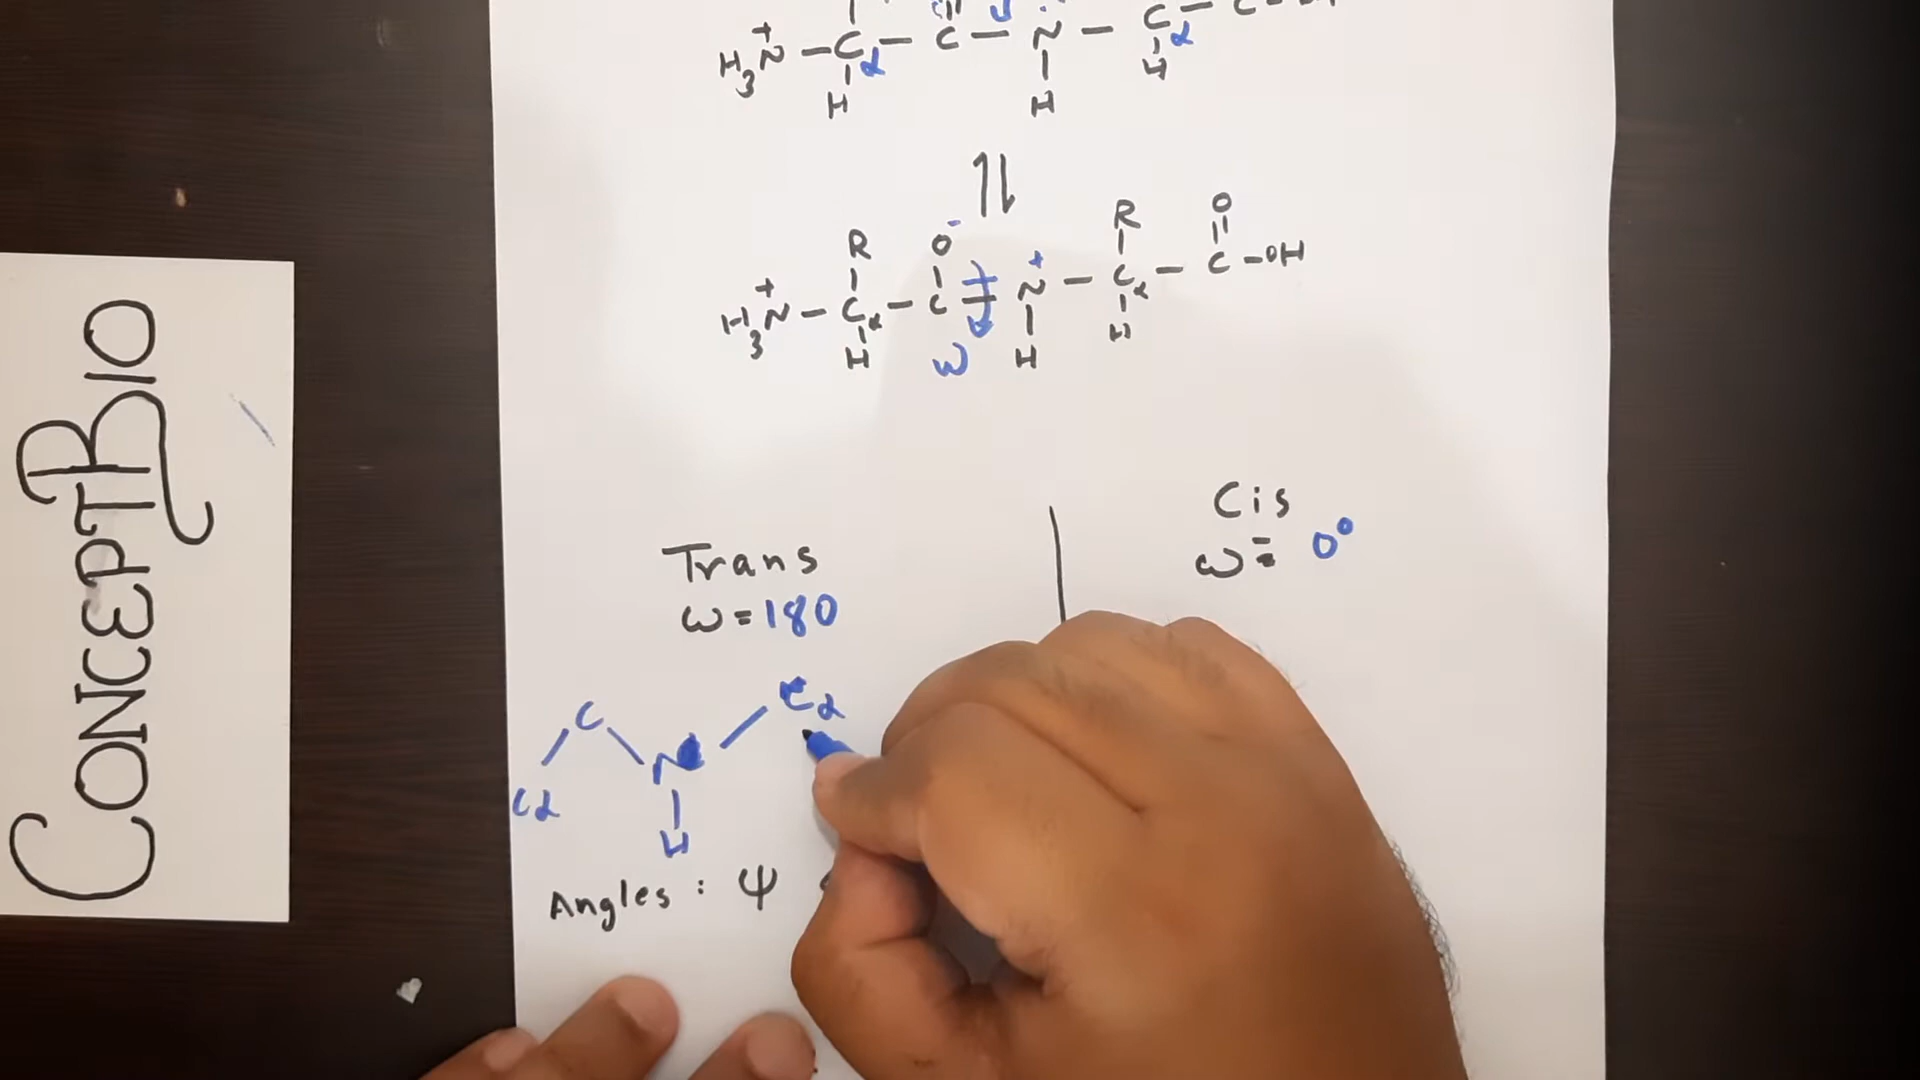 H₃N⁺ – Cα – C – N – Cα
H H H
R O⁻ R O
H₃N⁺ – Cα – C = N⁺ – Cα – C – OH
H ω H H
Trans
ω = 180
Cis
ω = 0°
C Cα
Cα N
H
Angles : ψ
CONCEPTBIO